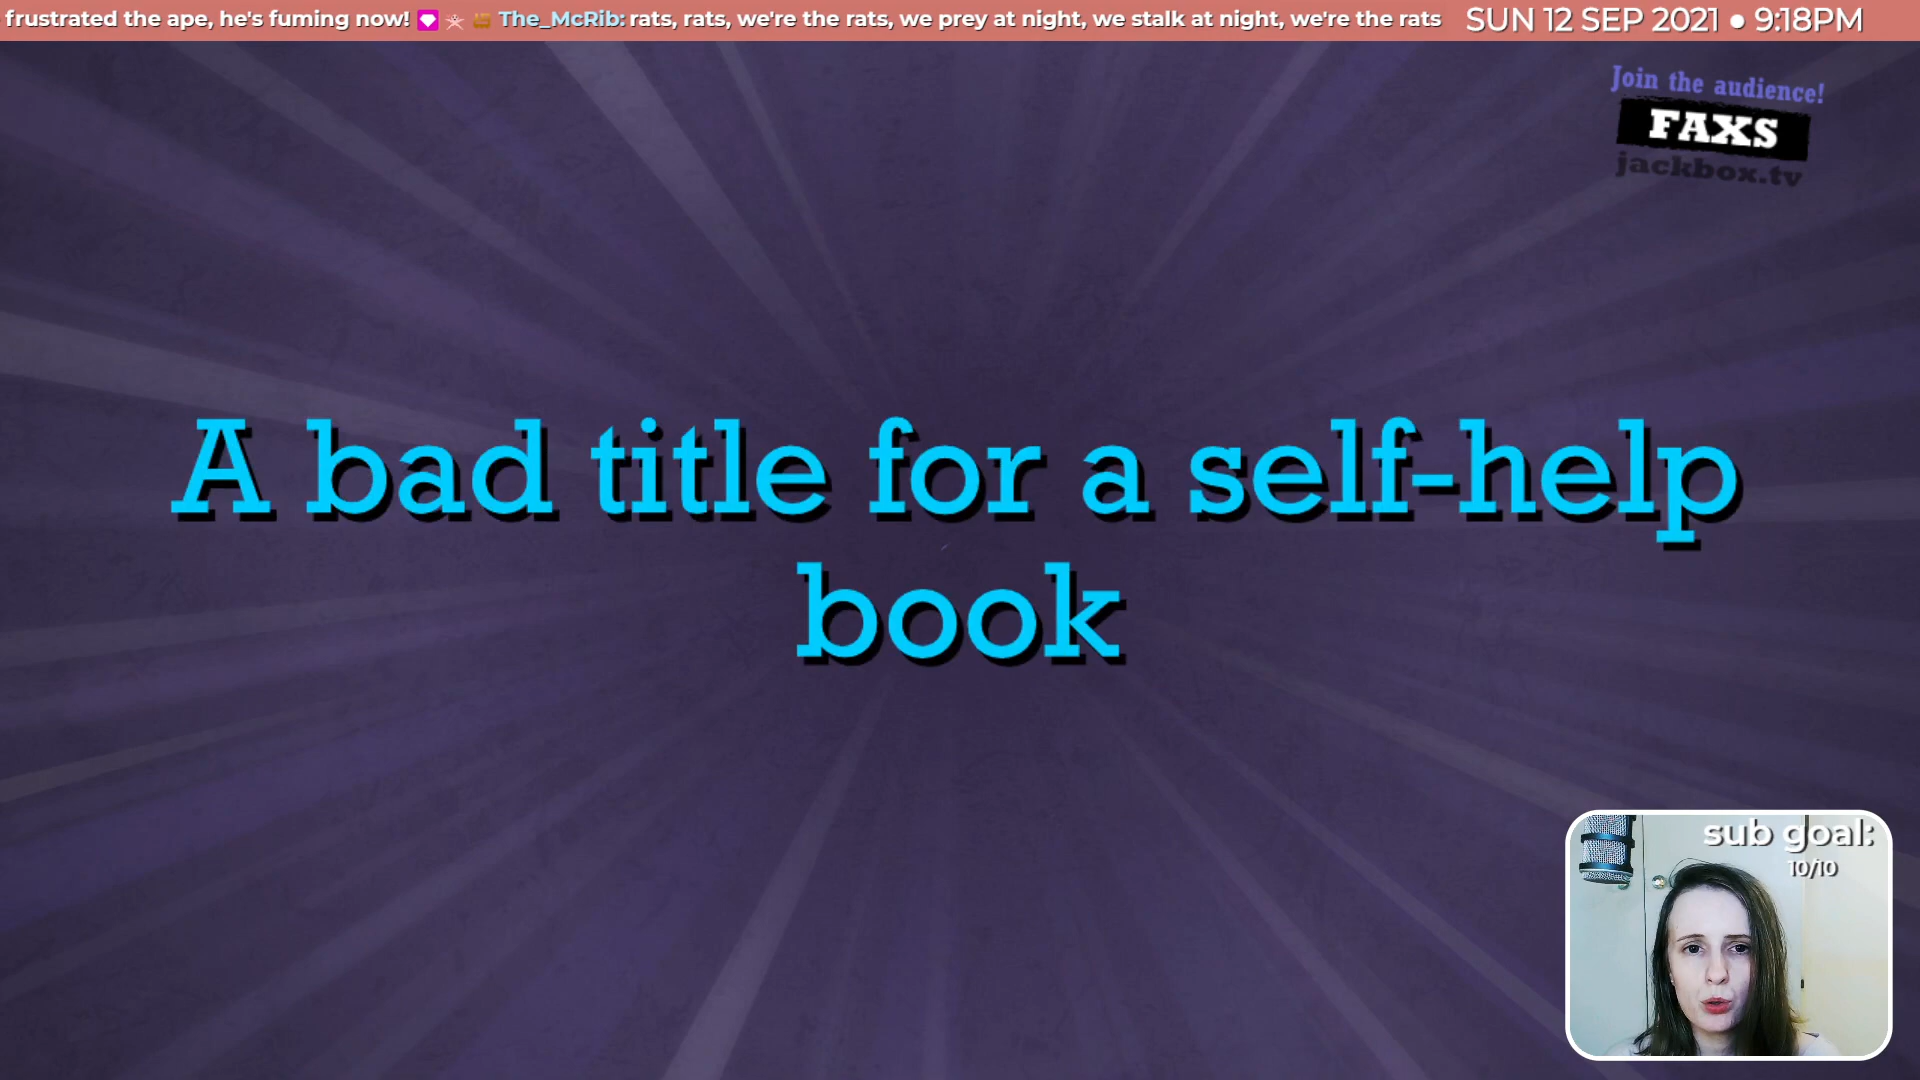 frustrated the ape, he's fuming now! The_McRib: rats, rats, we're the rats, we prey at night, we stalk at night, we're the rats
SUN 12 SEP 2021 ● 9:18PM
Join the audience!
FAXS
jackbox.tv
A bad title for a self-help
book
sub goal:
10/10